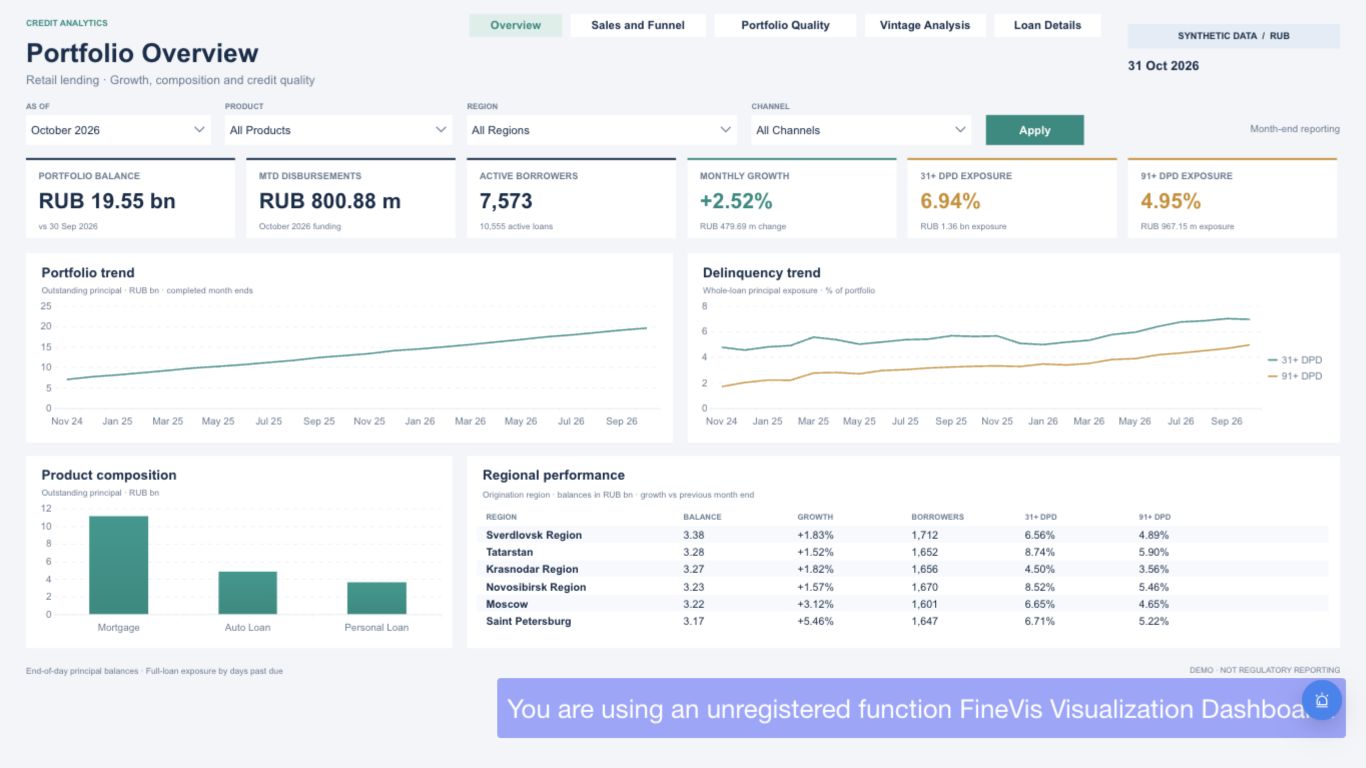 CREDIT ANALYTICS
Portfolio Overview
Retail lending · Growth, composition and credit quality
Overview
Sales and Funnel
Portfolio Quality
Vintage Analysis
Loan Details
SYNTHETIC DATA / RUB
31 Oct 2026
AS OF
October 2026
PRODUCT
All Products
REGION
All Regions
CHANNEL
All Channels
Apply
Month-end reporting
PORTFOLIO BALANCE
RUB 19.55 bn
vs 30 Sep 2026
MTD DISBURSEMENTS
RUB 800.88 m
October 2026 funding
ACTIVE BORROWERS
7,573
10,555 active loans
MONTHLY GROWTH
+2.52%
RUB 479.69 m change
31+ DPD EXPOSURE
6.94%
RUB 1.36 bn exposure
91+ DPD EXPOSURE
4.95%
RUB 967.15 m exposure
Portfolio trend
Outstanding principal · RUB bn · completed month ends
25
20
15
10
5
0
Nov 24 Jan 25 Mar 25 May 25 Jul 25 Sep 25 Nov 25 Jan 26 Mar 26 May 26 Jul 26 Sep 26
Delinquency trend
Whole-loan principal exposure · % of portfolio
8
6
4
2
0
Nov 24 Jan 25 Mar 25 May 25 Jul 25 Sep 25 Nov 25 Jan 26 Mar 26 May 26 Jul 26 Sep 26
31+ DPD
91+ DPD
Product composition
Outstanding principal · RUB bn
12
10
8
6
4
2
0
Mortgage Auto Loan Personal Loan
Regional performance
Origination region · balances in RUB bn · growth vs previous month end
REGION BALANCE GROWTH BORROWERS 31+ DPD 91+ DPD
Sverdlovsk Region 3.38 +1.83% 1,712 6.56% 4.89%
Tatarstan 3.28 +1.52% 1,652 8.74% 5.90%
Krasnodar Region 3.27 +1.82% 1,656 4.50% 3.56%
Novosibirsk Region 3.23 +1.57% 1,670 8.52% 5.46%
Moscow 3.22 +3.12% 1,601 6.65% 4.65%
Saint Petersburg 3.17 +5.46% 1,647 6.71% 5.22%
End-of-day principal balances · Full-loan exposure by days past due
DEMO · NOT REGULATORY REPORTING
You are using an unregistered function FineVis Visualization